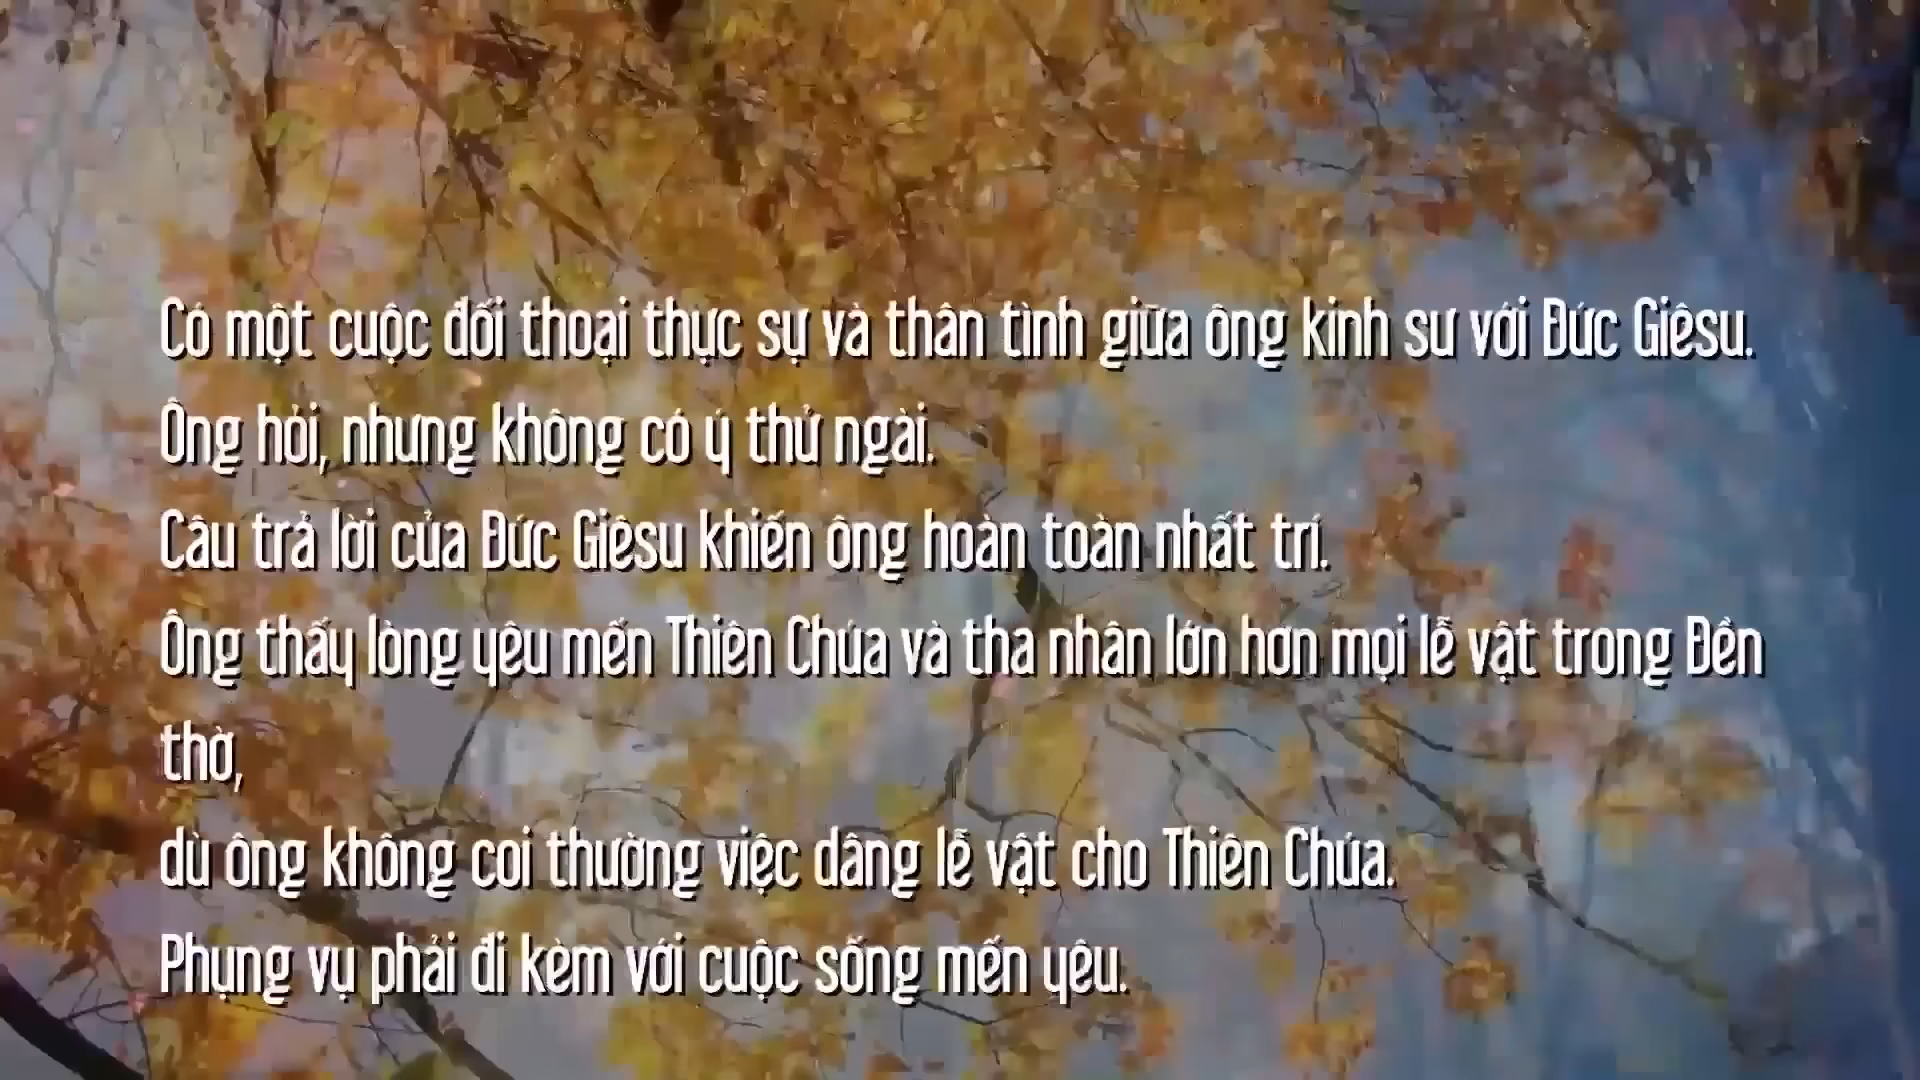 Có một cuộc đối thoại thực sự và thân tình giữa ông kinh sư với Đức Giêsu.
Ông hỏi, nhưng không có ý thử ngài.
Câu trả lời của Đức Giêsu khiến ông hoàn toàn nhất trí.
Ông thấy lòng yêu mến Thiên Chúa và tha nhân lớn hơn mọi lễ vật trong Đền
thờ,
dù ông không coi thường việc dâng lễ vật cho Thiên Chúa.
Phụng vụ phải đi kèm với cuộc sống mến yêu.